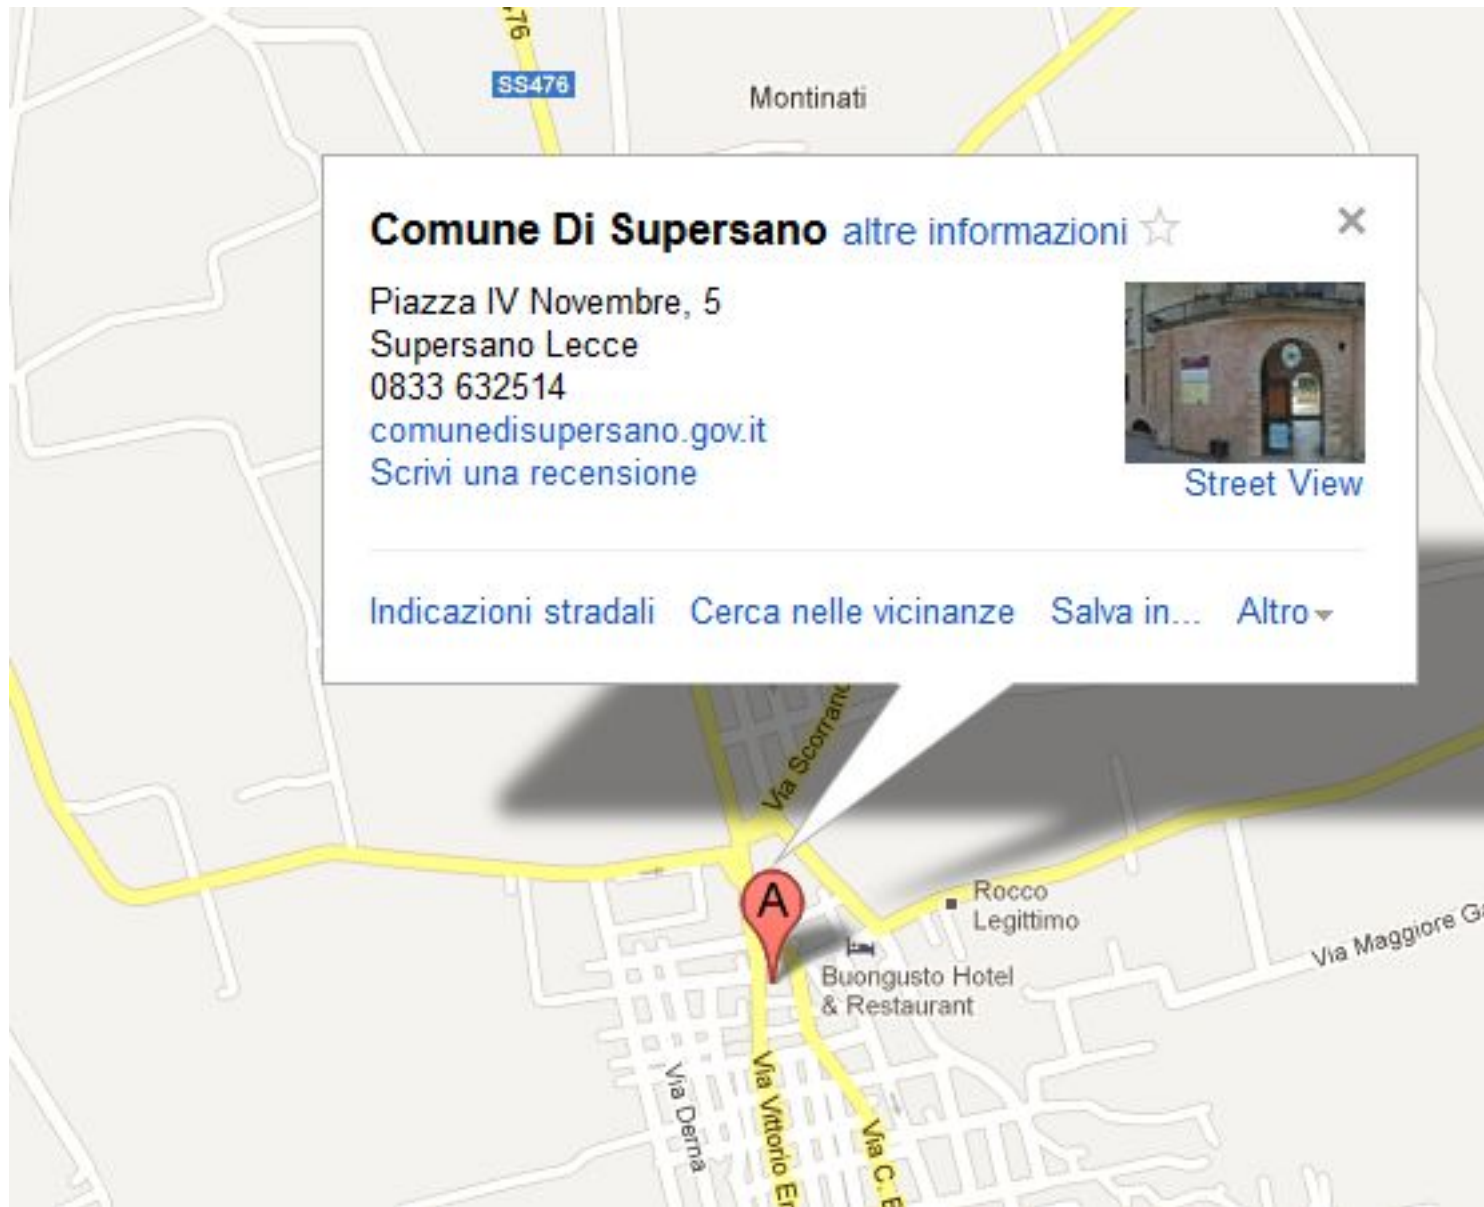 476
SS476
Montinati
Comune Di Supersano altre informazioni
Piazza IV Novembre, 5
Supersano Lecce
0833 632514
comunedisupersano.gov.it
Scrivi una recensione
Street View
Indicazioni stradali Cerca nelle vicinanze Salva in... Altro
Via Scorrano
A
Rocco
Legittimo
Buongusto Hotel
& Restaurant
Via Maggiore
Via Derna
Via Vittorio
Via C.